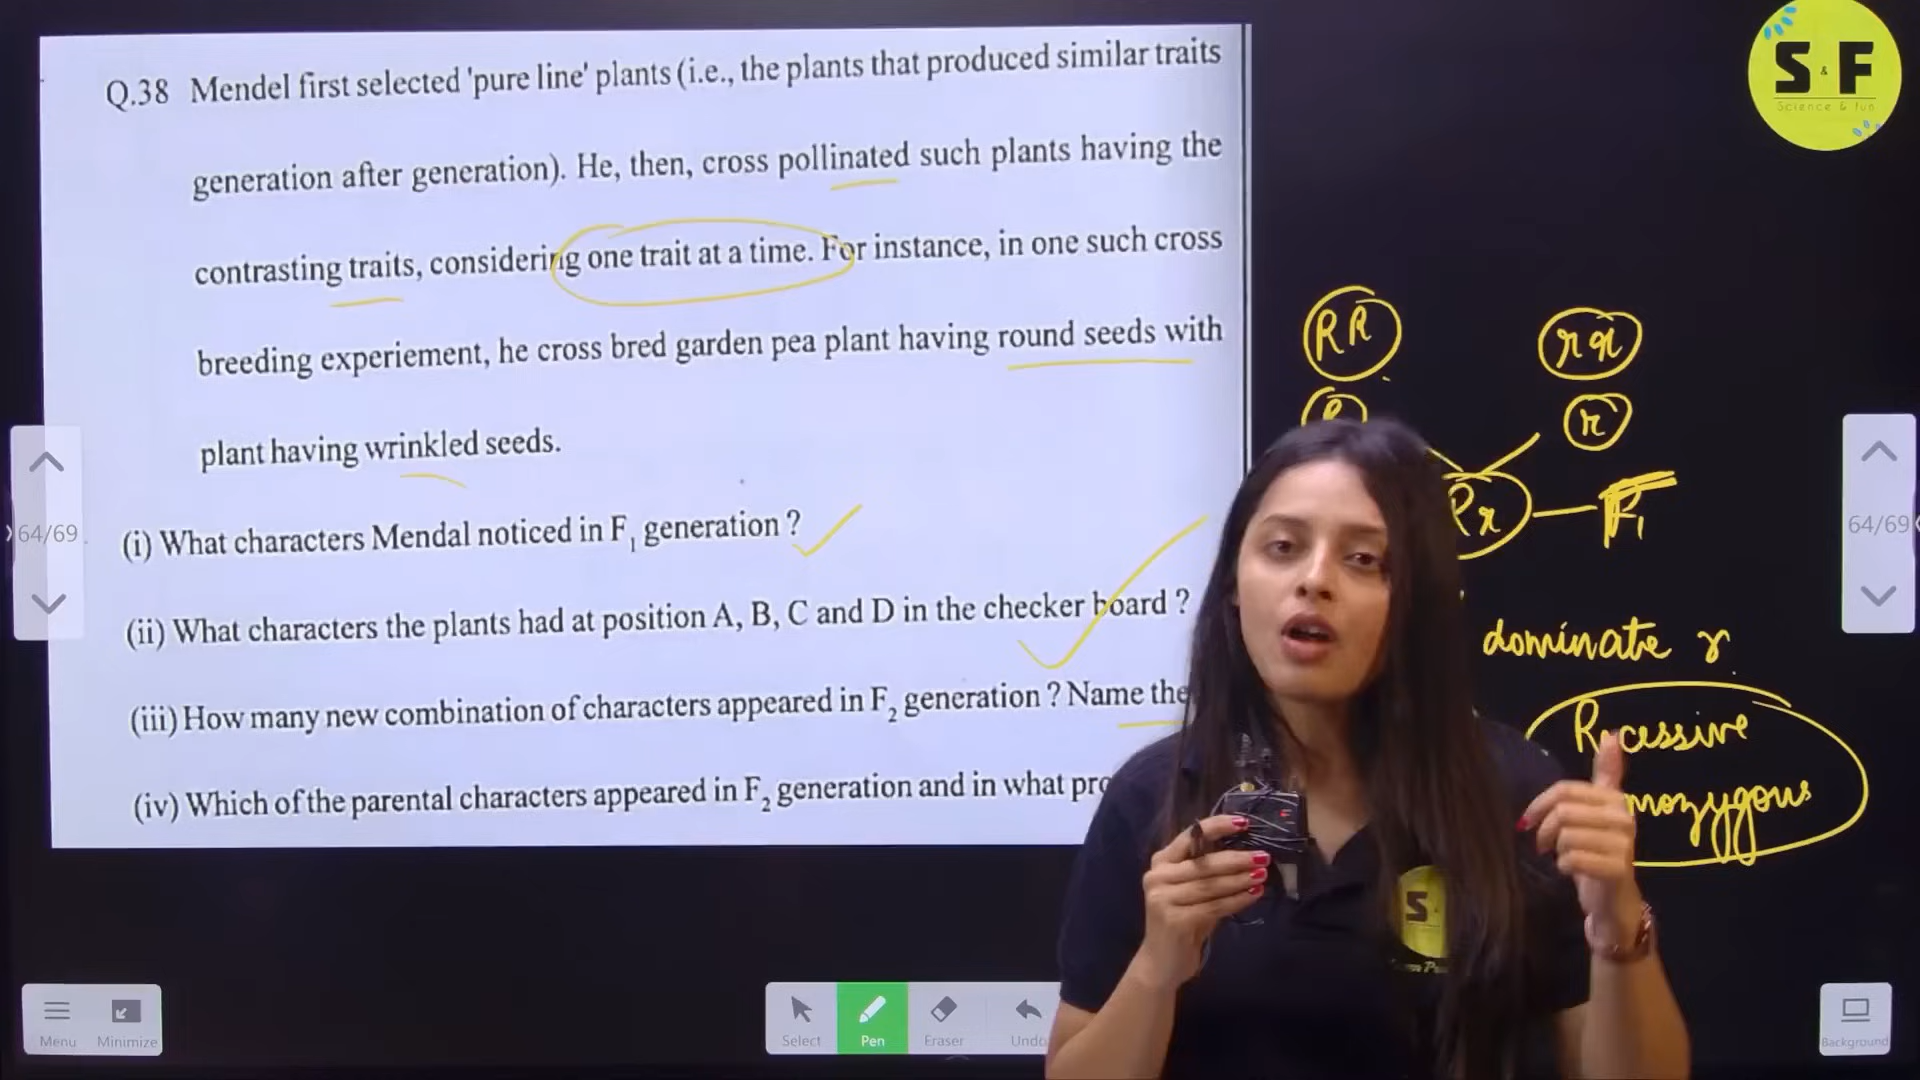 Q.38 Mendel first selected 'pure line' plants (i.e., the plants that produced similar traits
generation after generation). He, then, cross pollinated such plants having the
contrasting traits, considering one trait at a time. For instance, in one such cross
breeding experiement, he cross bred garden pea plant having round seeds with
plant having wrinkled seeds.
(i) What characters Mendal noticed in F₁ generation ?
(ii) What characters the plants had at position A, B, C and D in the checker board ?
(iii) How many new combination of characters appeared in F₂ generation ? Name the
(iv) Which of the parental characters appeared in F₂ generation and in what
RR
rr
r
Rr
F₁
dominate r
Recessive
S & F
Science & fun
64/69
64/69
Menu
Minimize
Select
Pen
Eraser
Undo
Background
S